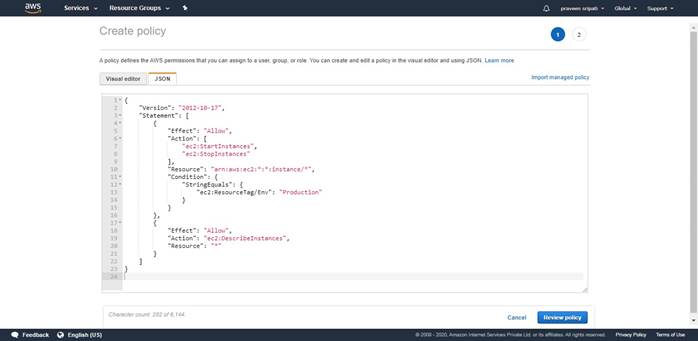 aws Services Resource Groups praveen sripati Global Support
Create policy
1 2
A policy defines the AWS permissions that you can assign to a user, group, or role. You can create and edit a policy in the visual editor and using JSON. Learn more
Visual editor JSON Import managed policy
1 {
2 "Version": "2012-10-17",
3 "Statement": [
4 {
5 "Effect": "Allow",
6 "Action": [
7 "ec2:StartInstances",
8 "ec2:StopInstances"
9 ],
10 "Resource": "arn:aws:ec2:*:*:instance/*",
11 "Condition": {
12 "StringEquals": {
13 "ec2:ResourceTag/Env": "Production"
14 }
15 }
16 },
17 {
18 "Effect": "Allow",
19 "Action": "ec2:DescribeInstances",
20 "Resource": "*"
21 }
22 ]
23 }
24
Character count: 282 of 6,144.
Cancel Review policy
Feedback English (US) © 2008 - 2020, Amazon Internet Services Private Ltd. or its affiliates. All rights reserved. Privacy Policy Terms of Use